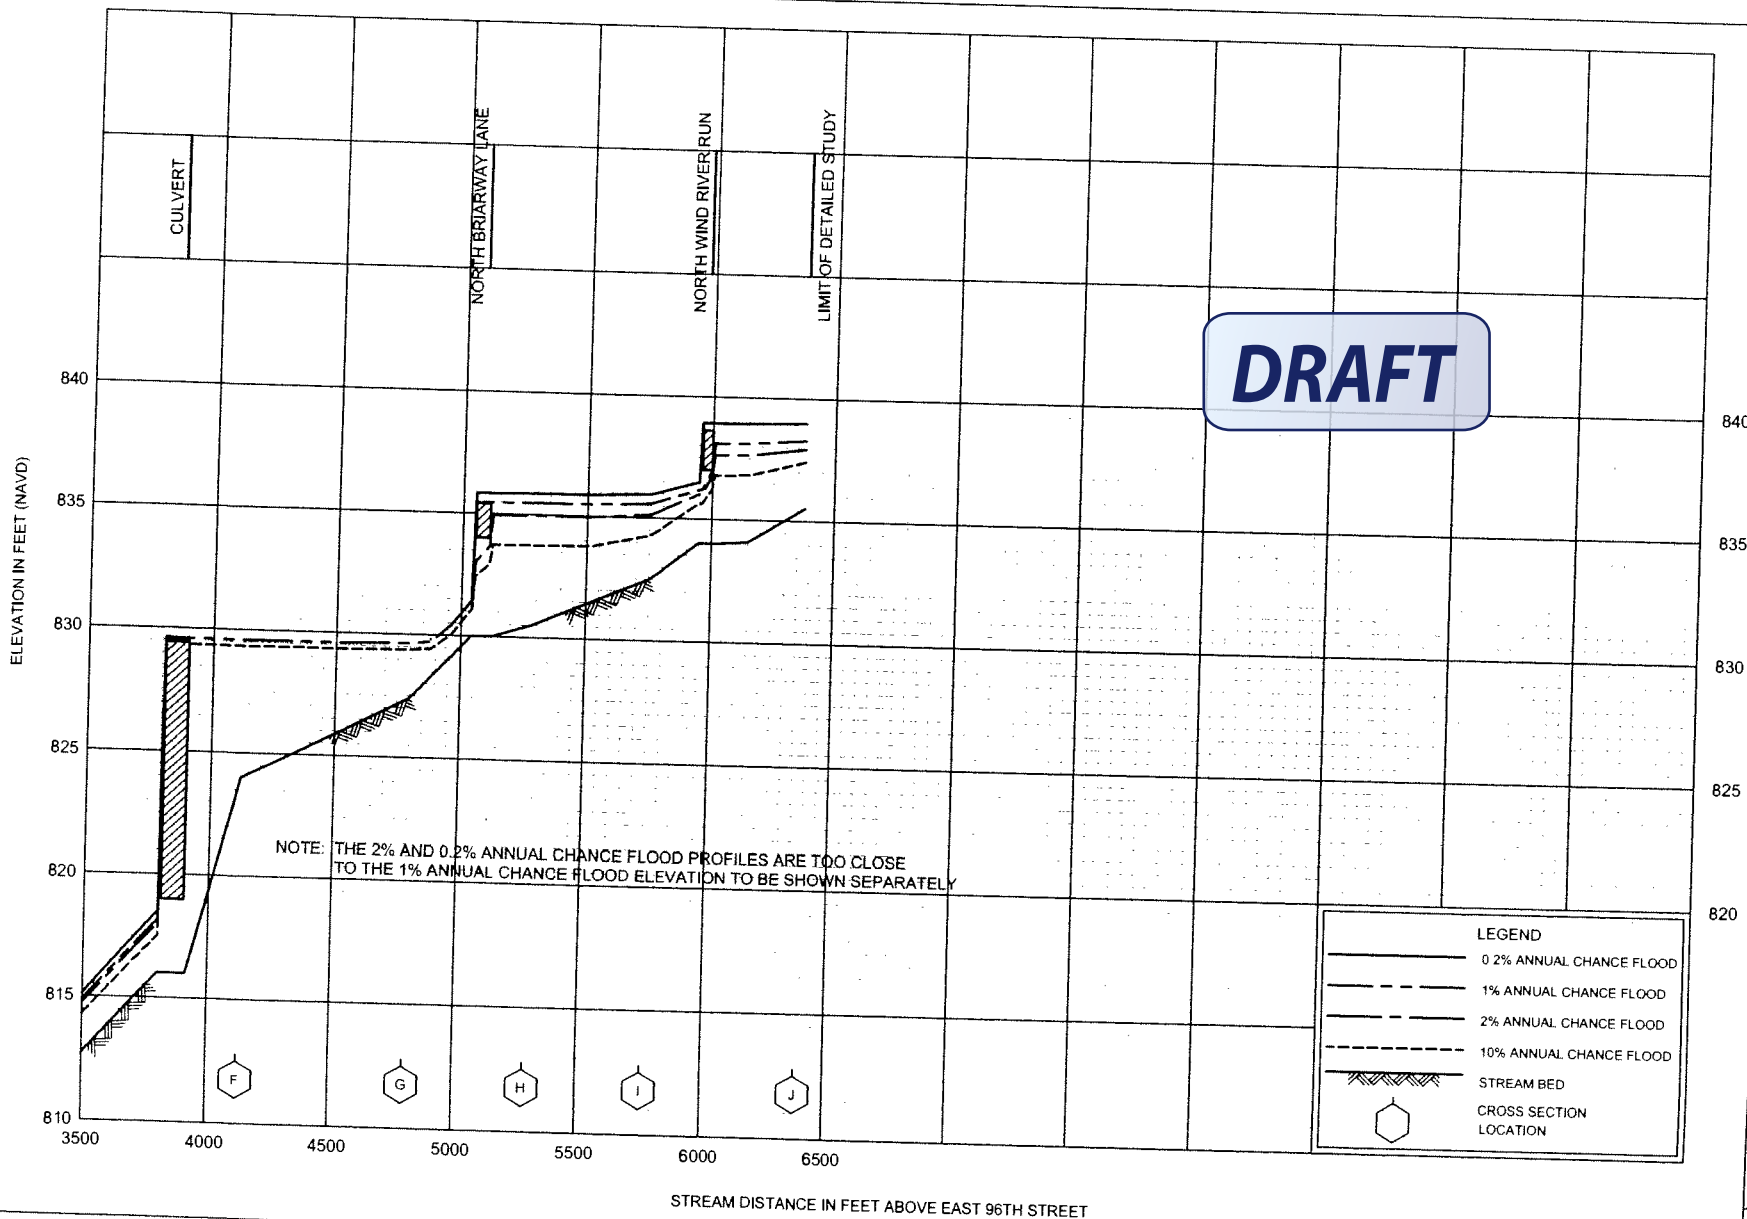 CULVERT
NORTH BRIARWAY LANE
NORTH WIND RIVER RUN
LIMIT OF DETAILED STUDY
DRAFT
ELEVATION IN FEET (NAVD)
840
835
830
825
820
815
810
840
835
830
825
820
NOTE: THE 2% AND 0.2% ANNUAL CHANCE FLOOD PROFILES ARE TOO CLOSE
TO THE 1% ANNUAL CHANCE FLOOD ELEVATION TO BE SHOWN SEPARATELY
LEGEND
0 2% ANNUAL CHANCE FLOOD
1% ANNUAL CHANCE FLOOD
2% ANNUAL CHANCE FLOOD
10% ANNUAL CHANCE FLOOD
STREAM BED
CROSS SECTION
LOCATION
F G H I J
3500 4000 4500 5000 5500 6000 6500
STREAM DISTANCE IN FEET ABOVE EAST 96TH STREET